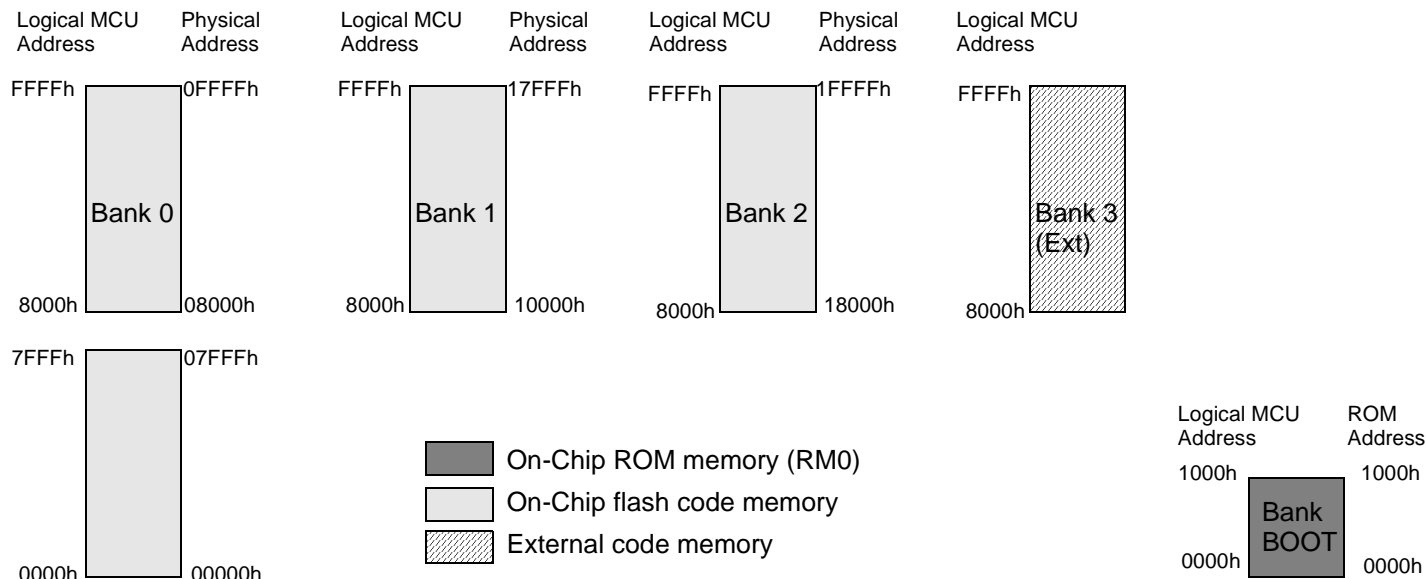 Logical MCU Address
Physical Address
Logical MCU Address
Physical Address
Logical MCU Address
Physical Address
Logical MCU Address
FFFFh
0FFFFh
FFFFh
17FFFh
FFFFh
1FFFFh
FFFFh
Bank 0
Bank 1
Bank 2
Bank 3
(Ext)
8000h
08000h
8000h
10000h
8000h
18000h
8000h
7FFFh
07FFFh
0000h
00000h
On-Chip ROM memory (RM0)
On-Chip flash code memory
External code memory
Logical MCU Address
ROM Address
1000h
1000h
Bank
BOOT
0000h
0000h